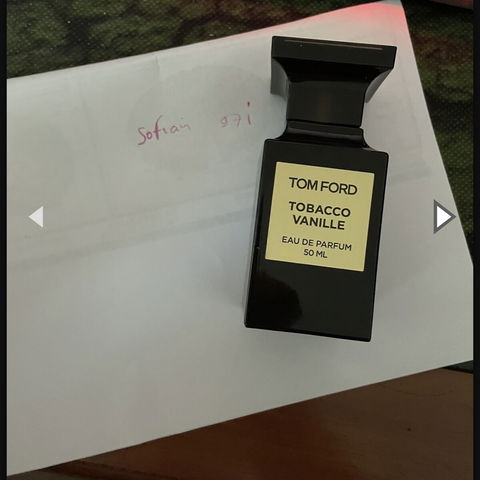 sofian 971
TOM FORD
TOBACCO
VANILLE
EAU DE PARFUM
50 ML